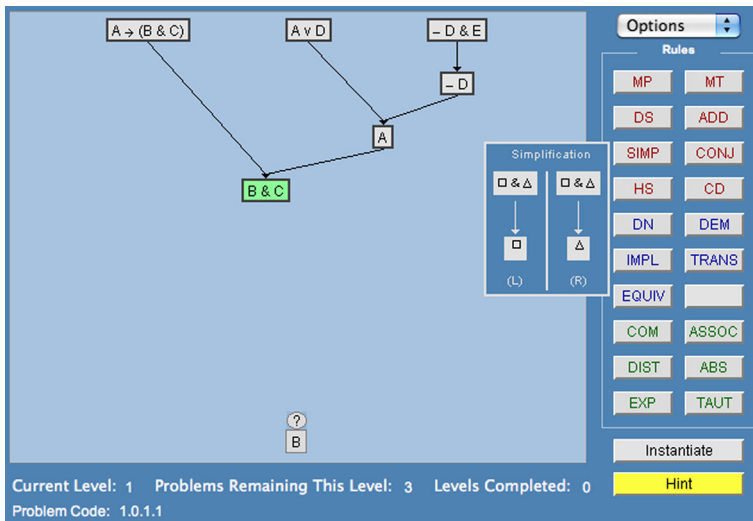 A → (B & C)
A v D
– D & E
– D
A
B & C
?
B
Simplification
□ & △ □ & △
□ △
(L) (R)
Options
Rules
MP MT
DS ADD
SIMP CONJ
HS CD
DN DEM
IMPL TRANS
EQUIV
COM ASSOC
DIST ABS
EXP TAUT
Instantiate
Hint
Current Level: 1 Problems Remaining This Level: 3 Levels Completed: 0
Problem Code: 1.0.1.1